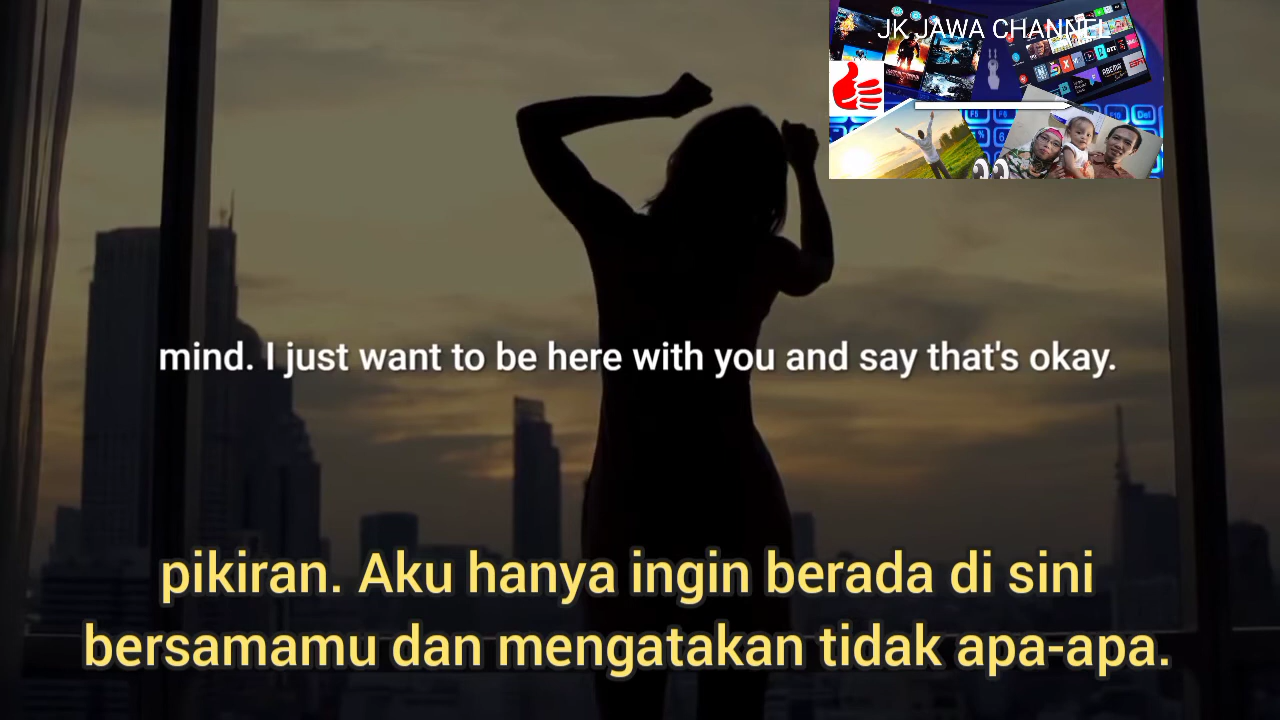 JK JAWA CHANNEL
mind. I just want to be here with you and say that's okay.
pikiran. Aku hanya ingin berada di sini
bersamamu dan mengatakan tidak apa-apa.